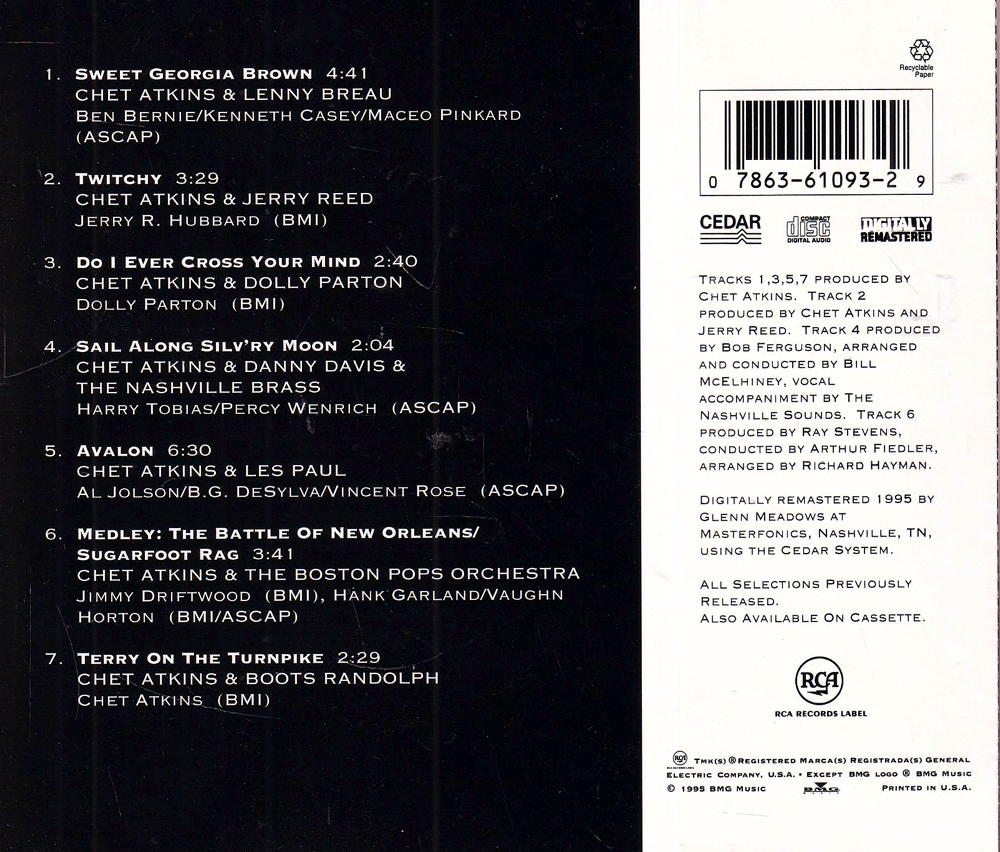 1. Sweet Georgia Brown 4:41
CHET ATKINS & LENNY BREAU
Ben Bernie/Kenneth Casey/Maceo Pinkard
(ASCAP)
2. Twitchy 3:29
CHET ATKINS & JERRY REED
Jerry R. Hubbard (BMI)
3. Do I Ever Cross Your Mind 2:40
CHET ATKINS & DOLLY PARTON
Dolly Parton (BMI)
4. Sail Along Silv'ry Moon 2:04
CHET ATKINS & DANNY DAVIS &
THE NASHVILLE BRASS
Harry Tobias/Percy Wenrich (ASCAP)
5. Avalon 6:30
CHET ATKINS & LES PAUL
Al Jolson/B.G. DeSylva/Vincent Rose (ASCAP)
6. Medley: The Battle Of New Orleans/
Sugarfoot Rag 3:41
CHET ATKINS & THE BOSTON POPS ORCHESTRA
Jimmy Driftwood (BMI), Hank Garland/Vaughn
Horton (BMI/ASCAP)
7. Terry On The Turnpike 2:29
CHET ATKINS & BOOTS RANDOLPH
Chet Atkins (BMI)
Recyclable
Paper
0 7863-61093-2 9
CEDAR
COMPACT
disc
DIGITAL AUDIO
DIGITALLY
REMASTERED
Tracks 1,3,5,7 produced by
Chet Atkins. Track 2
produced by Chet Atkins and
Jerry Reed. Track 4 produced
by Bob Ferguson, arranged
and conducted by Bill
McElhiney, vocal
accompaniment by The
Nashville Sounds. Track 6
produced by Ray Stevens,
conducted by Arthur Fiedler,
arranged by Richard Hayman.
Digitally remastered 1995 by
Glenn Meadows at
Masterfonics, Nashville, TN,
using the Cedar System.
All Selections Previously
Released.
Also Available On Cassette.
RCA
RCA RECORDS LABEL
RCA Tmk(s) ® Registered Marca(s) Registrada(s) General
Electric Company, U.S.A. • Except BMG logo ® BMG Music
© 1995 BMG Music BMG Printed in U.S.A.